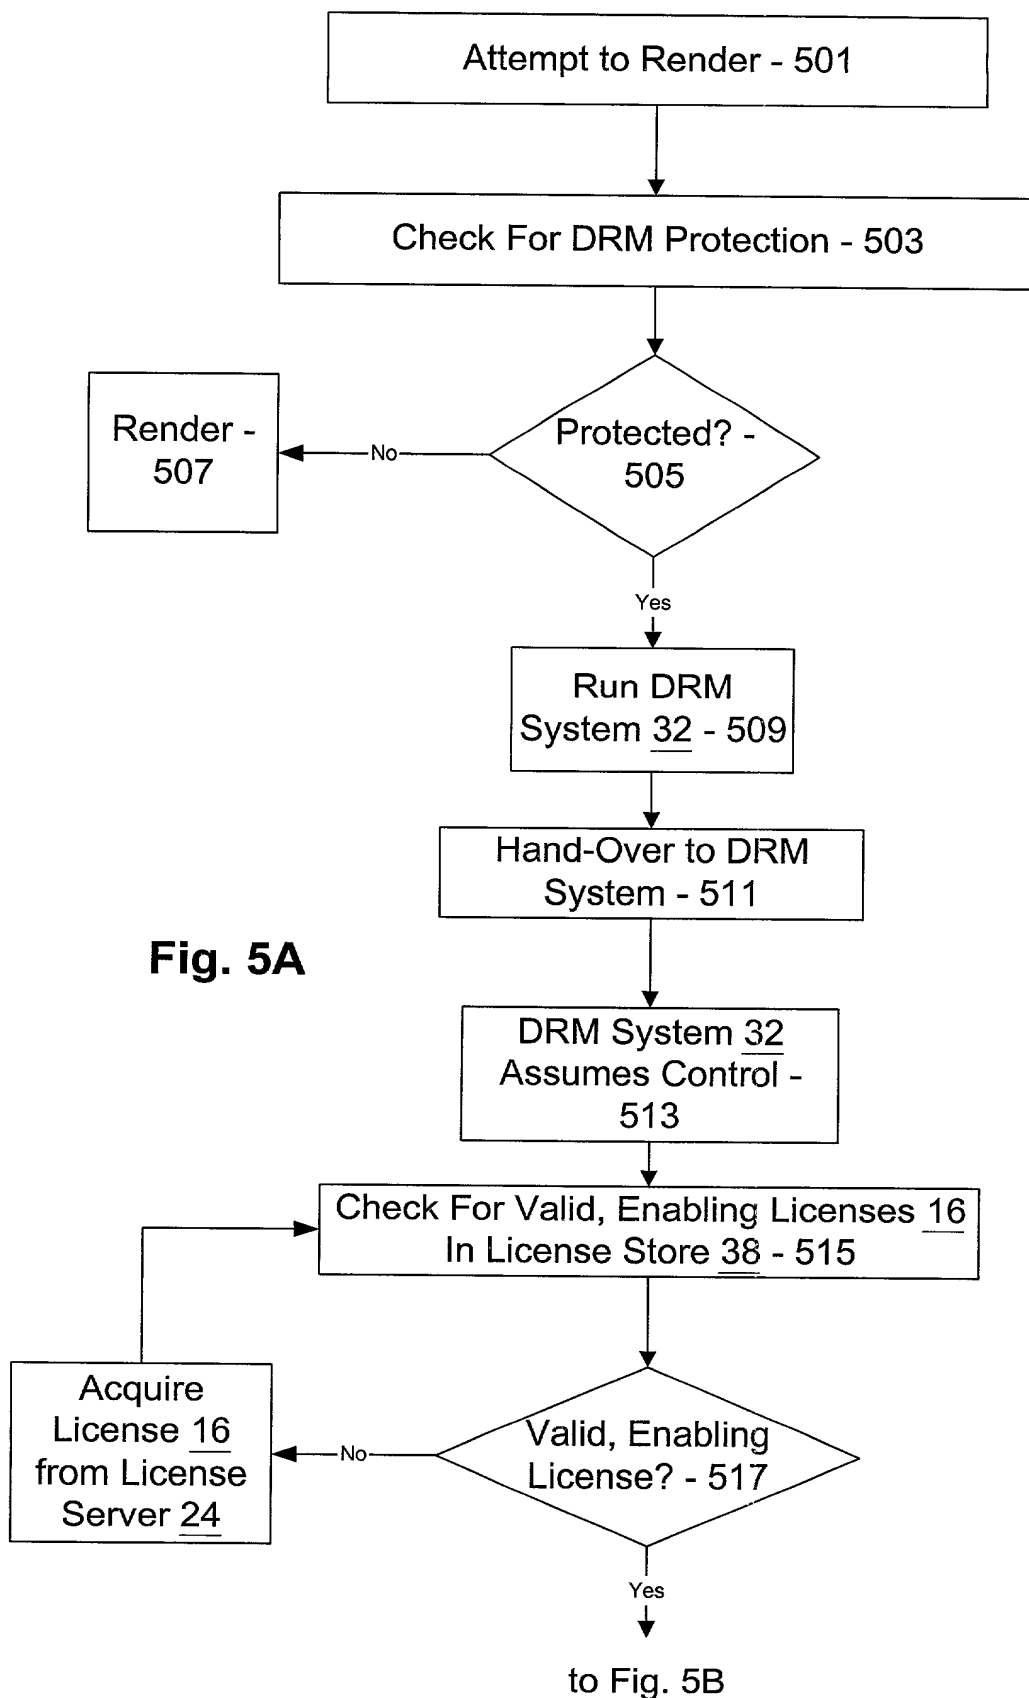 Attempt to Render - 501
Check For DRM Protection - 503
Protected? -
505
No
Render -
507
Yes
Run DRM
System 32 - 509
Hand-Over to DRM
System - 511
Fig. 5A
DRM System 32
Assumes Control -
513
Check For Valid, Enabling Licenses 16
In License Store 38 - 515
Valid, Enabling
License? - 517
No
Acquire
License 16
from License
Server 24
Yes
to Fig. 5B